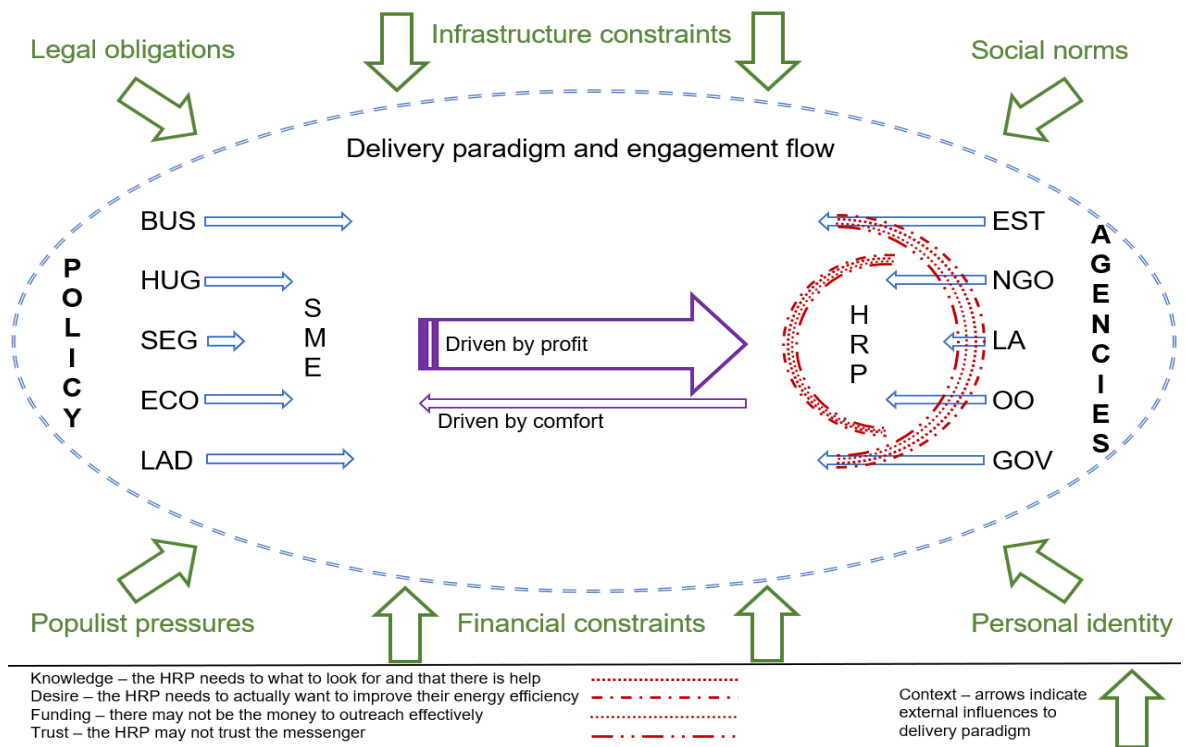 Legal obligations
Infrastructure constraints
Social norms
Delivery paradigm and engagement flow
POLICY
BUS
HUG
SEG
ECO
LAD
SME
Driven by profit
Driven by comfort
HRP
EST
NGO
LA
OO
GOV
AGENCIES
Populist pressures
Financial constraints
Personal identity
Knowledge – the HRP needs to what to look for and that there is help
Desire – the HRP needs to actually want to improve their energy efficiency
Funding – there may not be the money to outreach effectively
Trust – the HRP may not trust the messenger
Context – arrows indicate
external influences to
delivery paradigm